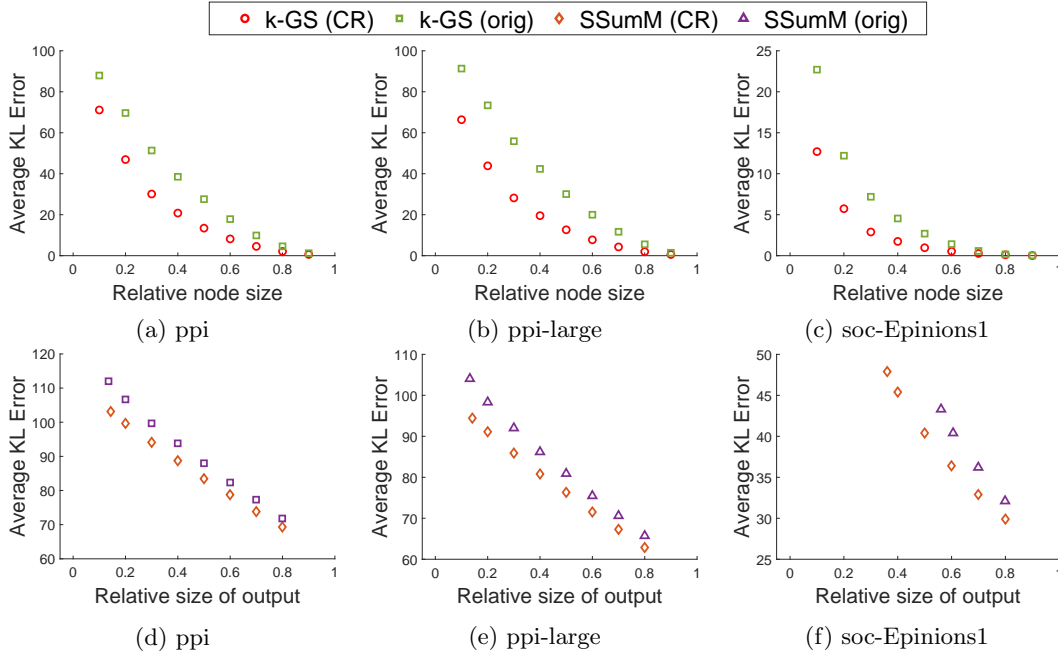 k-GS (CR) k-GS (orig) SSumM (CR) SSumM (orig)
100
80
60
40
20
0
Average KL Error
0 0.2 0.4 0.6 0.8 1
Relative node size
(a) ppi
100
80
60
40
20
0
Average KL Error
0 0.2 0.4 0.6 0.8 1
Relative node size
(b) ppi-large
25
20
15
10
5
0
Average KL Error
0 0.2 0.4 0.6 0.8 1
Relative node size
(c) soc-Epinions1
120
110
100
90
80
70
60
Average KL Error
0 0.2 0.4 0.6 0.8 1
Relative size of output
(d) ppi
110
100
90
80
70
60
Average KL Error
0 0.2 0.4 0.6 0.8 1
Relative size of output
(e) ppi-large
50
45
40
35
30
25
Average KL Error
0 0.2 0.4 0.6 0.8 1
Relative size of output
(f) soc-Epinions1